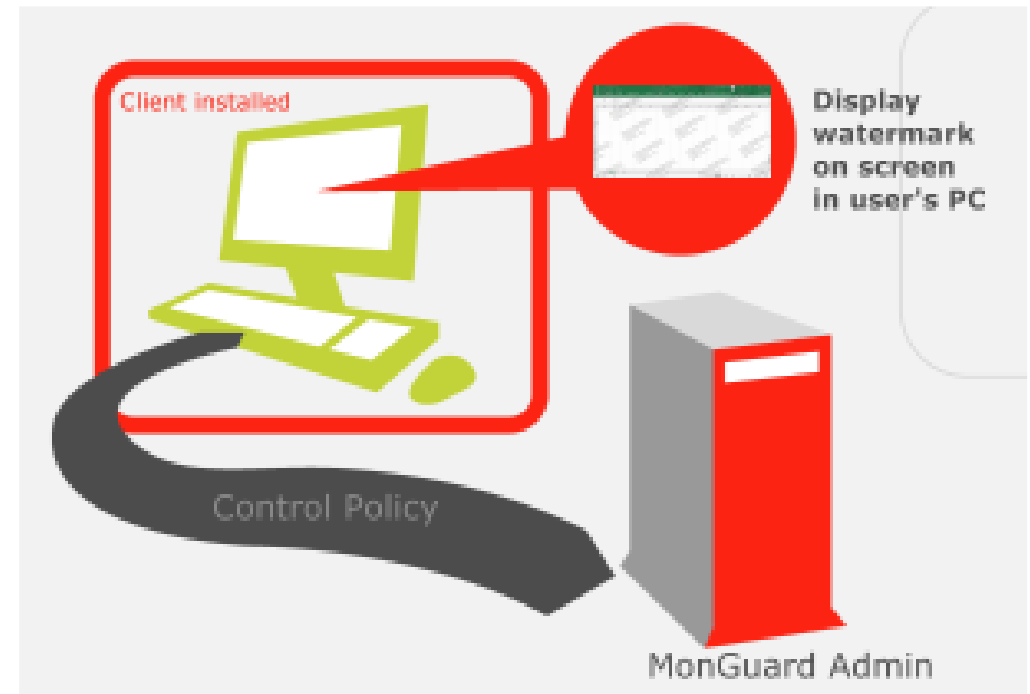 Client installed
Display
watermark
on screen
in user's PC
Control Policy
MonGuard Admin